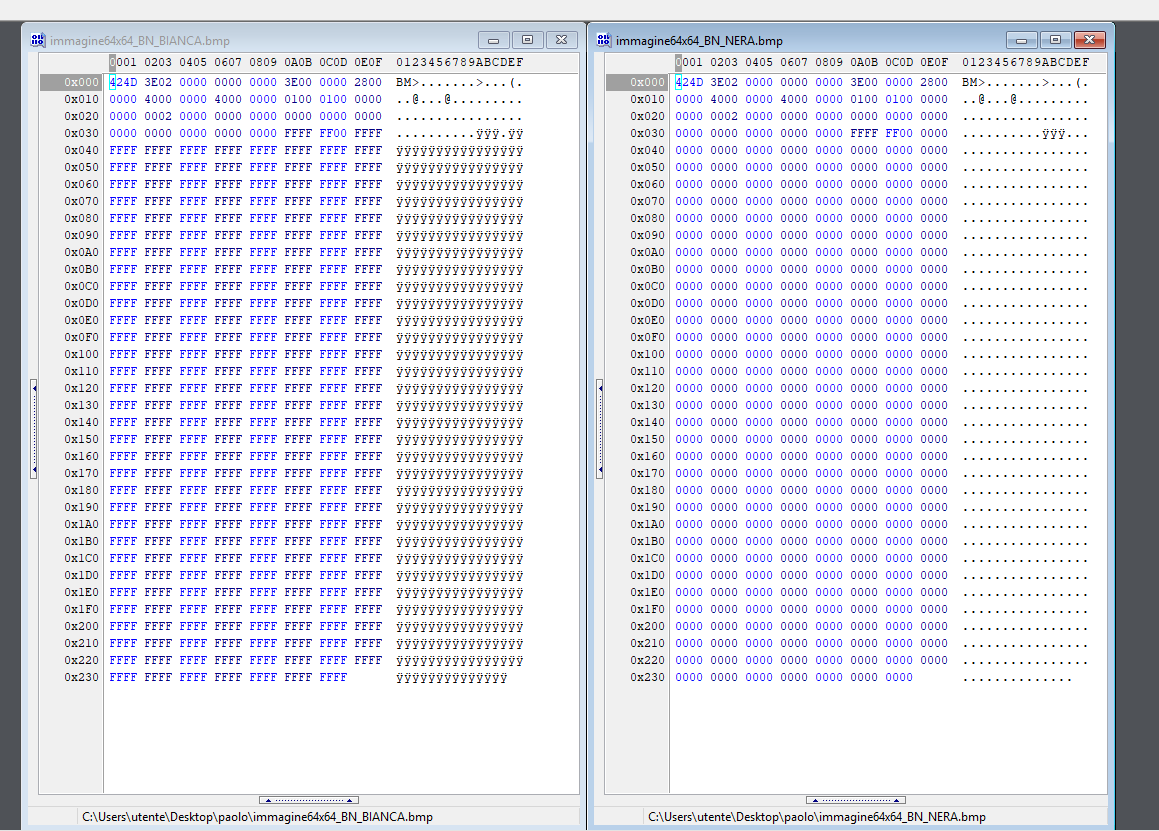 immagine64x64_BN_BIANCA.bmp
0001 0203 0405 0607 0809 0A0B 0C0D 0E0F 0123456789ABCDEF
0x000 424D 3E02 0000 0000 0000 3E00 0000 2800 BM>.......>...(.
0x010 0000 4000 0000 4000 0000 0100 0100 0000 ..@...@.........
0x020 0000 0002 0000 0000 0000 0000 0000 0000 ................
0x030 0000 0000 0000 0000 0000 FFFF FF00 FFFF ..........ÿÿÿ.ÿÿ
0x040 FFFF FFFF FFFF FFFF FFFF FFFF FFFF FFFF ÿÿÿÿÿÿÿÿÿÿÿÿÿÿÿÿ
0x050 FFFF FFFF FFFF FFFF FFFF FFFF FFFF FFFF ÿÿÿÿÿÿÿÿÿÿÿÿÿÿÿÿ
0x060 FFFF FFFF FFFF FFFF FFFF FFFF FFFF FFFF ÿÿÿÿÿÿÿÿÿÿÿÿÿÿÿÿ
0x070 FFFF FFFF FFFF FFFF FFFF FFFF FFFF FFFF ÿÿÿÿÿÿÿÿÿÿÿÿÿÿÿÿ
0x080 FFFF FFFF FFFF FFFF FFFF FFFF FFFF FFFF ÿÿÿÿÿÿÿÿÿÿÿÿÿÿÿÿ
0x090 FFFF FFFF FFFF FFFF FFFF FFFF FFFF FFFF ÿÿÿÿÿÿÿÿÿÿÿÿÿÿÿÿ
0x0A0 FFFF FFFF FFFF FFFF FFFF FFFF FFFF FFFF ÿÿÿÿÿÿÿÿÿÿÿÿÿÿÿÿ
0x0B0 FFFF FFFF FFFF FFFF FFFF FFFF FFFF FFFF ÿÿÿÿÿÿÿÿÿÿÿÿÿÿÿÿ
0x0C0 FFFF FFFF FFFF FFFF FFFF FFFF FFFF FFFF ÿÿÿÿÿÿÿÿÿÿÿÿÿÿÿÿ
0x0D0 FFFF FFFF FFFF FFFF FFFF FFFF FFFF FFFF ÿÿÿÿÿÿÿÿÿÿÿÿÿÿÿÿ
0x0E0 FFFF FFFF FFFF FFFF FFFF FFFF FFFF FFFF ÿÿÿÿÿÿÿÿÿÿÿÿÿÿÿÿ
0x0F0 FFFF FFFF FFFF FFFF FFFF FFFF FFFF FFFF ÿÿÿÿÿÿÿÿÿÿÿÿÿÿÿÿ
0x100 FFFF FFFF FFFF FFFF FFFF FFFF FFFF FFFF ÿÿÿÿÿÿÿÿÿÿÿÿÿÿÿÿ
0x110 FFFF FFFF FFFF FFFF FFFF FFFF FFFF FFFF ÿÿÿÿÿÿÿÿÿÿÿÿÿÿÿÿ
0x120 FFFF FFFF FFFF FFFF FFFF FFFF FFFF FFFF ÿÿÿÿÿÿÿÿÿÿÿÿÿÿÿÿ
0x130 FFFF FFFF FFFF FFFF FFFF FFFF FFFF FFFF ÿÿÿÿÿÿÿÿÿÿÿÿÿÿÿÿ
0x140 FFFF FFFF FFFF FFFF FFFF FFFF FFFF FFFF ÿÿÿÿÿÿÿÿÿÿÿÿÿÿÿÿ
0x150 FFFF FFFF FFFF FFFF FFFF FFFF FFFF FFFF ÿÿÿÿÿÿÿÿÿÿÿÿÿÿÿÿ
0x160 FFFF FFFF FFFF FFFF FFFF FFFF FFFF FFFF ÿÿÿÿÿÿÿÿÿÿÿÿÿÿÿÿ
0x170 FFFF FFFF FFFF FFFF FFFF FFFF FFFF FFFF ÿÿÿÿÿÿÿÿÿÿÿÿÿÿÿÿ
0x180 FFFF FFFF FFFF FFFF FFFF FFFF FFFF FFFF ÿÿÿÿÿÿÿÿÿÿÿÿÿÿÿÿ
0x190 FFFF FFFF FFFF FFFF FFFF FFFF FFFF FFFF ÿÿÿÿÿÿÿÿÿÿÿÿÿÿÿÿ
0x1A0 FFFF FFFF FFFF FFFF FFFF FFFF FFFF FFFF ÿÿÿÿÿÿÿÿÿÿÿÿÿÿÿÿ
0x1B0 FFFF FFFF FFFF FFFF FFFF FFFF FFFF FFFF ÿÿÿÿÿÿÿÿÿÿÿÿÿÿÿÿ
0x1C0 FFFF FFFF FFFF FFFF FFFF FFFF FFFF FFFF ÿÿÿÿÿÿÿÿÿÿÿÿÿÿÿÿ
0x1D0 FFFF FFFF FFFF FFFF FFFF FFFF FFFF FFFF ÿÿÿÿÿÿÿÿÿÿÿÿÿÿÿÿ
0x1E0 FFFF FFFF FFFF FFFF FFFF FFFF FFFF FFFF ÿÿÿÿÿÿÿÿÿÿÿÿÿÿÿÿ
0x1F0 FFFF FFFF FFFF FFFF FFFF FFFF FFFF FFFF ÿÿÿÿÿÿÿÿÿÿÿÿÿÿÿÿ
0x200 FFFF FFFF FFFF FFFF FFFF FFFF FFFF FFFF ÿÿÿÿÿÿÿÿÿÿÿÿÿÿÿÿ
0x210 FFFF FFFF FFFF FFFF FFFF FFFF FFFF FFFF ÿÿÿÿÿÿÿÿÿÿÿÿÿÿÿÿ
0x220 FFFF FFFF FFFF FFFF FFFF FFFF FFFF FFFF ÿÿÿÿÿÿÿÿÿÿÿÿÿÿÿÿ
0x230 FFFF FFFF FFFF FFFF FFFF FFFF FFFF ÿÿÿÿÿÿÿÿÿÿÿÿÿÿ
C:\Users\utente\Desktop\paolo\immagine64x64_BN_BIANCA.bmp
immagine64x64_BN_NERA.bmp
0001 0203 0405 0607 0809 0A0B 0C0D 0E0F 0123456789ABCDEF
0x000 424D 3E02 0000 0000 0000 3E00 0000 2800 BM>.......>...(.
0x010 0000 4000 0000 4000 0000 0100 0100 0000 ..@...@.........
0x020 0000 0002 0000 0000 0000 0000 0000 0000 ................
0x030 0000 0000 0000 0000 0000 FFFF FF00 0000 ..........ÿÿÿ...
0x040 0000 0000 0000 0000 0000 0000 0000 0000 ................
0x050 0000 0000 0000 0000 0000 0000 0000 0000 ................
0x060 0000 0000 0000 0000 0000 0000 0000 0000 ................
0x070 0000 0000 0000 0000 0000 0000 0000 0000 ................
0x080 0000 0000 0000 0000 0000 0000 0000 0000 ................
0x090 0000 0000 0000 0000 0000 0000 0000 0000 ................
0x0A0 0000 0000 0000 0000 0000 0000 0000 0000 ................
0x0B0 0000 0000 0000 0000 0000 0000 0000 0000 ................
0x0C0 0000 0000 0000 0000 0000 0000 0000 0000 ................
0x0D0 0000 0000 0000 0000 0000 0000 0000 0000 ................
0x0E0 0000 0000 0000 0000 0000 0000 0000 0000 ................
0x0F0 0000 0000 0000 0000 0000 0000 0000 0000 ................
0x100 0000 0000 0000 0000 0000 0000 0000 0000 ................
0x110 0000 0000 0000 0000 0000 0000 0000 0000 ................
0x120 0000 0000 0000 0000 0000 0000 0000 0000 ................
0x130 0000 0000 0000 0000 0000 0000 0000 0000 ................
0x140 0000 0000 0000 0000 0000 0000 0000 0000 ................
0x150 0000 0000 0000 0000 0000 0000 0000 0000 ................
0x160 0000 0000 0000 0000 0000 0000 0000 0000 ................
0x170 0000 0000 0000 0000 0000 0000 0000 0000 ................
0x180 0000 0000 0000 0000 0000 0000 0000 0000 ................
0x190 0000 0000 0000 0000 0000 0000 0000 0000 ................
0x1A0 0000 0000 0000 0000 0000 0000 0000 0000 ................
0x1B0 0000 0000 0000 0000 0000 0000 0000 0000 ................
0x1C0 0000 0000 0000 0000 0000 0000 0000 0000 ................
0x1D0 0000 0000 0000 0000 0000 0000 0000 0000 ................
0x1E0 0000 0000 0000 0000 0000 0000 0000 0000 ................
0x1F0 0000 0000 0000 0000 0000 0000 0000 0000 ................
0x200 0000 0000 0000 0000 0000 0000 0000 0000 ................
0x210 0000 0000 0000 0000 0000 0000 0000 0000 ................
0x220 0000 0000 0000 0000 0000 0000 0000 0000 ................
0x230 0000 0000 0000 0000 0000 0000 0000 ..............
C:\Users\utente\Desktop\paolo\immagine64x64_BN_NERA.bmp